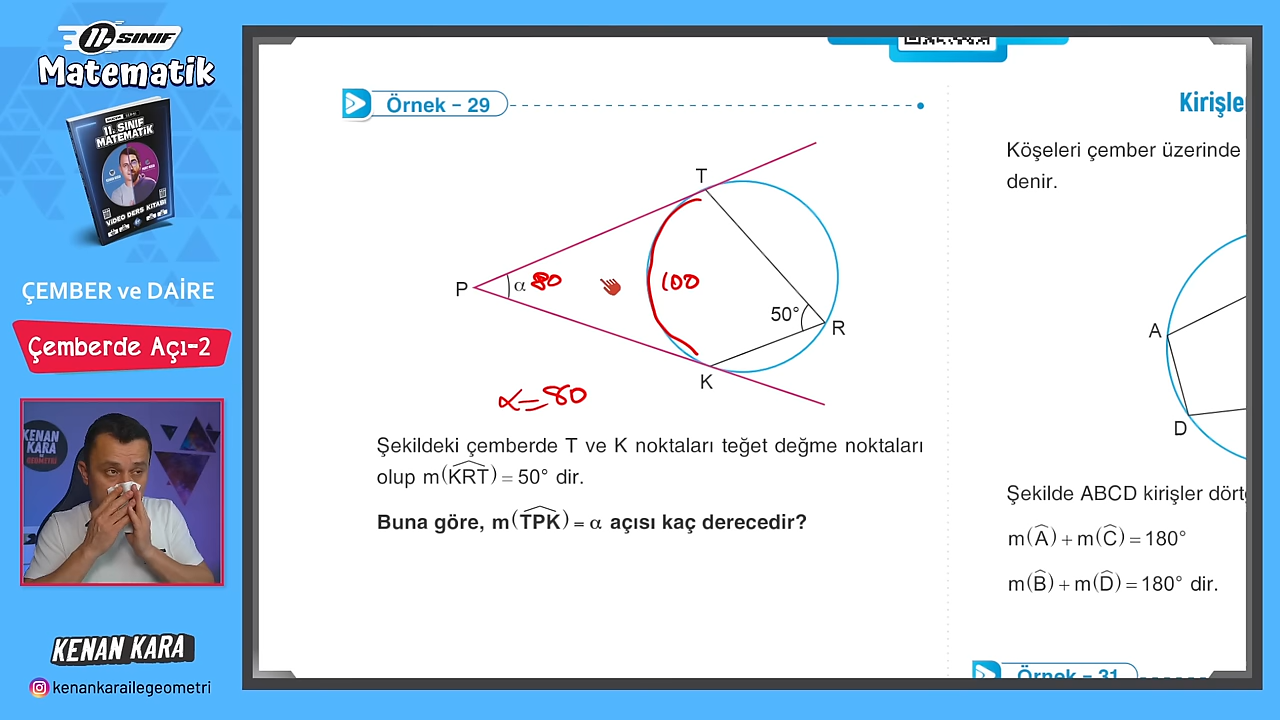 11. SINIF
Matematik
11. SINIF
MATEMATİK
VİDEO DERS KİTABI
ÇEMBER ve DAİRE
Çemberde Açı-2
KENAN
KARA
GEOMETRİ
KENAN KARA
kenankarailegeometri
Örnek – 29
T
P
α
80
100
50°
R
K
α=80
Şekildeki çemberde T ve K noktaları teğet değme noktaları
olup m(KRT) = 50° dir.
Buna göre, m(TPK) = α açısı kaç derecedir?
Kirişle
Köşeleri çember üzerinde
denir.
A
D
Şekilde ABCD kirişler dört
m(A) + m(C) = 180°
m(B) + m(D) = 180° dir.
Örnek – 31